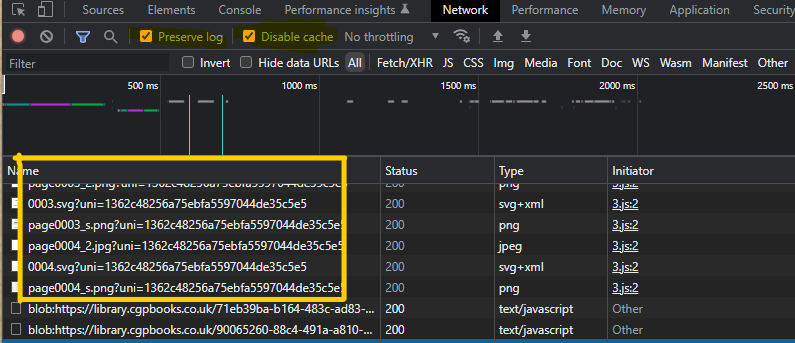 Elements Console Sources Performance insights Network Performance Memory Application Security
Preserve log Disable cache No throttling
Filter Invert Hide data URLs All Fetch/XHR JS CSS Img Media Font Doc WS Wasm Manifest Other
500 ms 1000 ms 1500 ms 2000 ms 2500 ms
Name Status Type Initiator
page0003_2.png?uni=1362c48256a75ebfa5597044de35c5e5 200 png 3.js:2
0003.svg?uni=1362c48256a75ebfa5597044de35c5e5 200 svg+xml 3.js:2
page0003_s.png?uni=1362c48256a75ebfa5597044de35c5e5 200 png 3.js:2
page0004_2.jpg?uni=1362c48256a75ebfa5597044de35c5e5 200 jpeg 3.js:2
0004.svg?uni=1362c48256a75ebfa5597044de35c5e5 200 svg+xml 3.js:2
page0004_s.png?uni=1362c48256a75ebfa5597044de35c5e5 200 png 3.js:2
blob:https://library.cgpbooks.co.uk/71eb39ba-b164-483c-ad83-... 200 text/javascript Other
blob:https://library.cgpbooks.co.uk/90065260-88c4-491a-a810-... 200 text/javascript Other